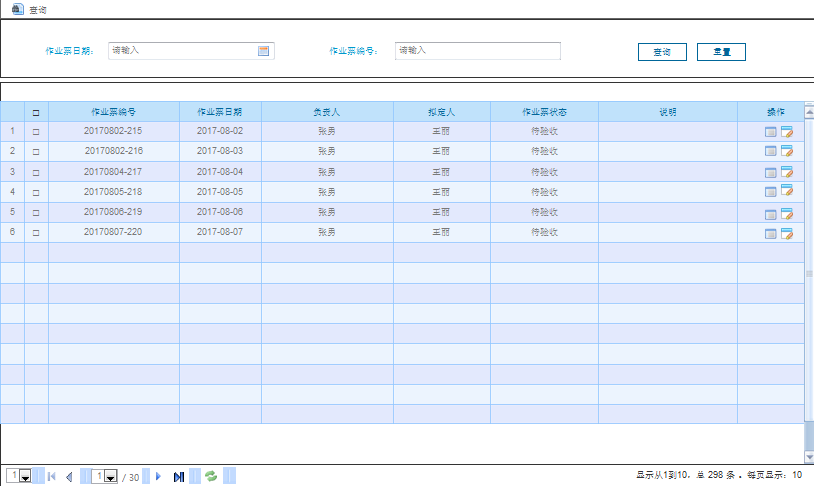 查询
作业票日期： 请输入 作业票编号： 请输入 查询 重置
作业票编号 作业票日期 负责人 拟定人 作业票状态 说明 操作
1 20170802-215 2017-08-02 张勇 王丽 待验收
2 20170802-216 2017-08-03 张勇 王丽 待验收
3 20170804-217 2017-08-04 张勇 王丽 待验收
4 20170805-218 2017-08-05 张勇 王丽 待验收
5 20170806-219 2017-08-06 张勇 王丽 待验收
6 20170807-220 2017-08-07 张勇 王丽 待验收
1 1 / 30 显示从1到10，总 298 条 。每页显示：10